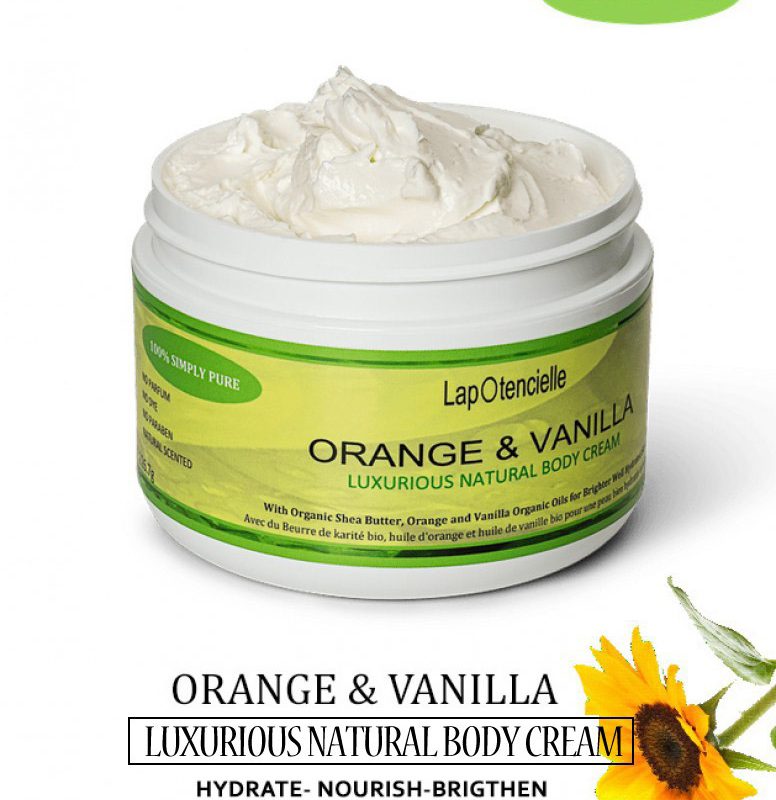 100% SIMPLY PURE
NO PARFUM
NO DYE
NO PARABEN
NATURAL SCENTED
LapOtencielle
ORANGE & VANILLA
LUXURIOUS NATURAL BODY CREAM
With Organic Shea Butter, Orange and Vanilla Organic Oils for Brighter Well
Avec du Beurre de karité bio, huile d'orange et huile de vanille bio pour une peau bien
ORANGE & VANILLA
LUXURIOUS NATURAL BODY CREAM
HYDRATE- NOURISH-BRIGTHEN